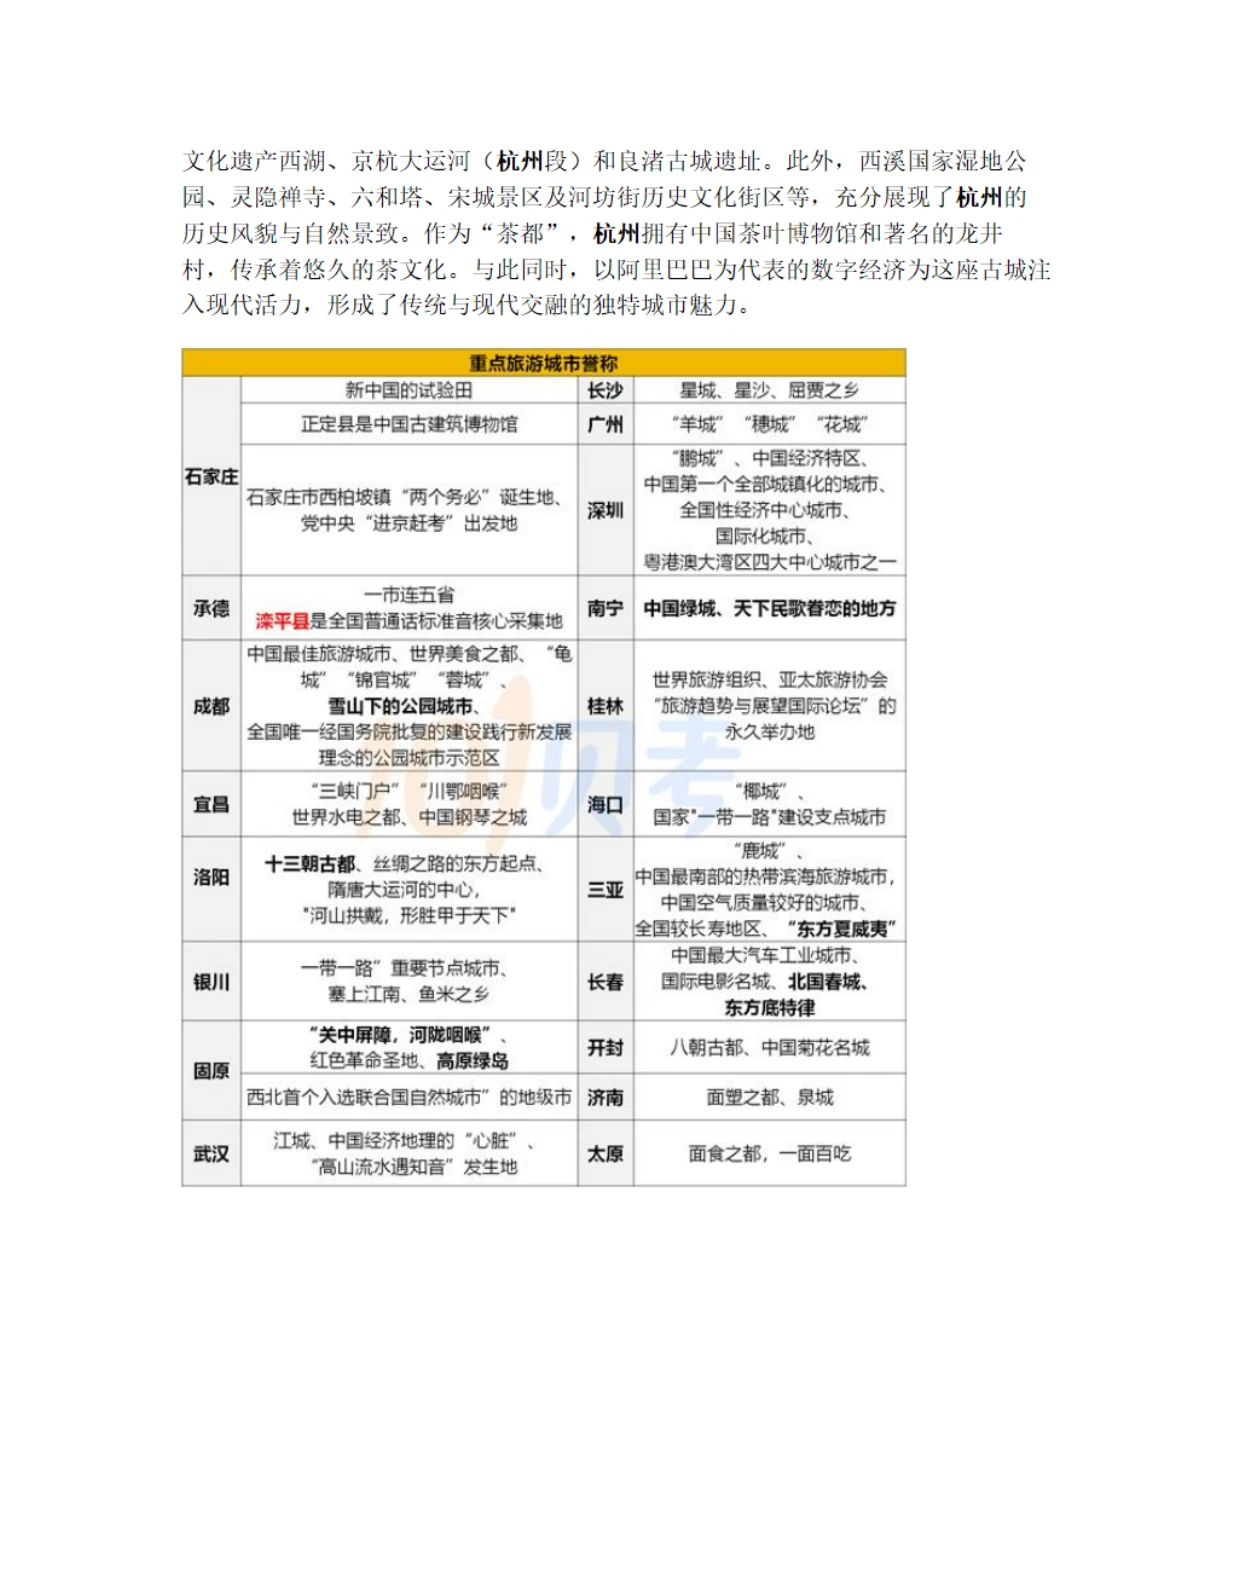 文化遗产西湖、京杭大运河（杭州段）和良渚古城遗址。此外，西溪国家湿地公
园、灵隐禅寺、六和塔、宋城景区及河坊街历史文化街区等，充分展现了杭州的
历史风貌与自然景致。作为“茶都”，杭州拥有中国茶叶博物馆和著名的龙井
村，传承着悠久的茶文化。与此同时，以阿里巴巴为代表的数字经济为这座古城注
入现代活力，形成了传统与现代交融的独特城市魅力。
重点旅游城市誉称
石家庄
新中国的试验田
长沙
星城、星沙、屈贾之乡
正定县是中国古建筑博物馆
广州
“羊城”“穗城”“花城”
石家庄市西柏坡镇“两个务必”诞生地、
党中央“进京赶考”出发地
深圳
“鹏城”、中国经济特区、
中国第一个全部城镇化的城市、
全国性经济中心城市、
国际化城市、
粤港澳大湾区四大中心城市之一
承德
一市连五省
滦平县是全国普通话标准音核心采集地
南宁
中国绿城、天下民歌眷恋的地方
成都
中国最佳旅游城市、世界美食之都、“龟
城”“锦官城”“蓉城”、
雪山下的公园城市、
全国唯一经国务院批复的建设践行新发展
理念的公园城市示范区
桂林
世界旅游组织、亚太旅游协会
“旅游趋势与展望国际论坛”的
永久举办地
宜昌
“三峡门户”“川鄂咽喉”
世界水电之都、中国钢琴之城
海口
“椰城”、
国家"一带一路"建设支点城市
洛阳
十三朝古都、丝绸之路的东方起点、
隋唐大运河的中心，
"河山拱戴，形胜甲于天下"
三亚
“鹿城”、
中国最南部的热带滨海旅游城市，
中国空气质量较好的城市、
全国较长寿地区、“东方夏威夷”
银川
一带一路”重要节点城市、
塞上江南、鱼米之乡
长春
中国最大汽车工业城市、
国际电影名城、北国春城、
东方底特律
固原
“关中屏障，河陇咽喉”、
红色革命圣地、高原绿岛
开封
八朝古都、中国菊花名城
西北首个入选联合国自然城市”的地级市
济南
面塑之都、泉城
武汉
江城、中国经济地理的“心脏”、
“高山流水遇知音”发生地
太原
面食之都，一面百吃
101贝考